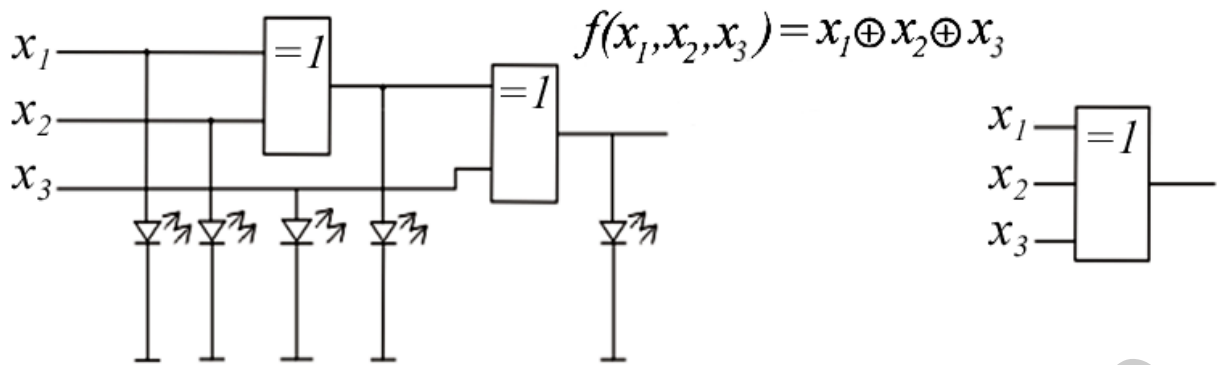 x₁
=1
f(x₁,x₂,x₃)=x₁⊕x₂⊕x₃
x₂
=1
x₃
x₁
=1
x₂
x₃